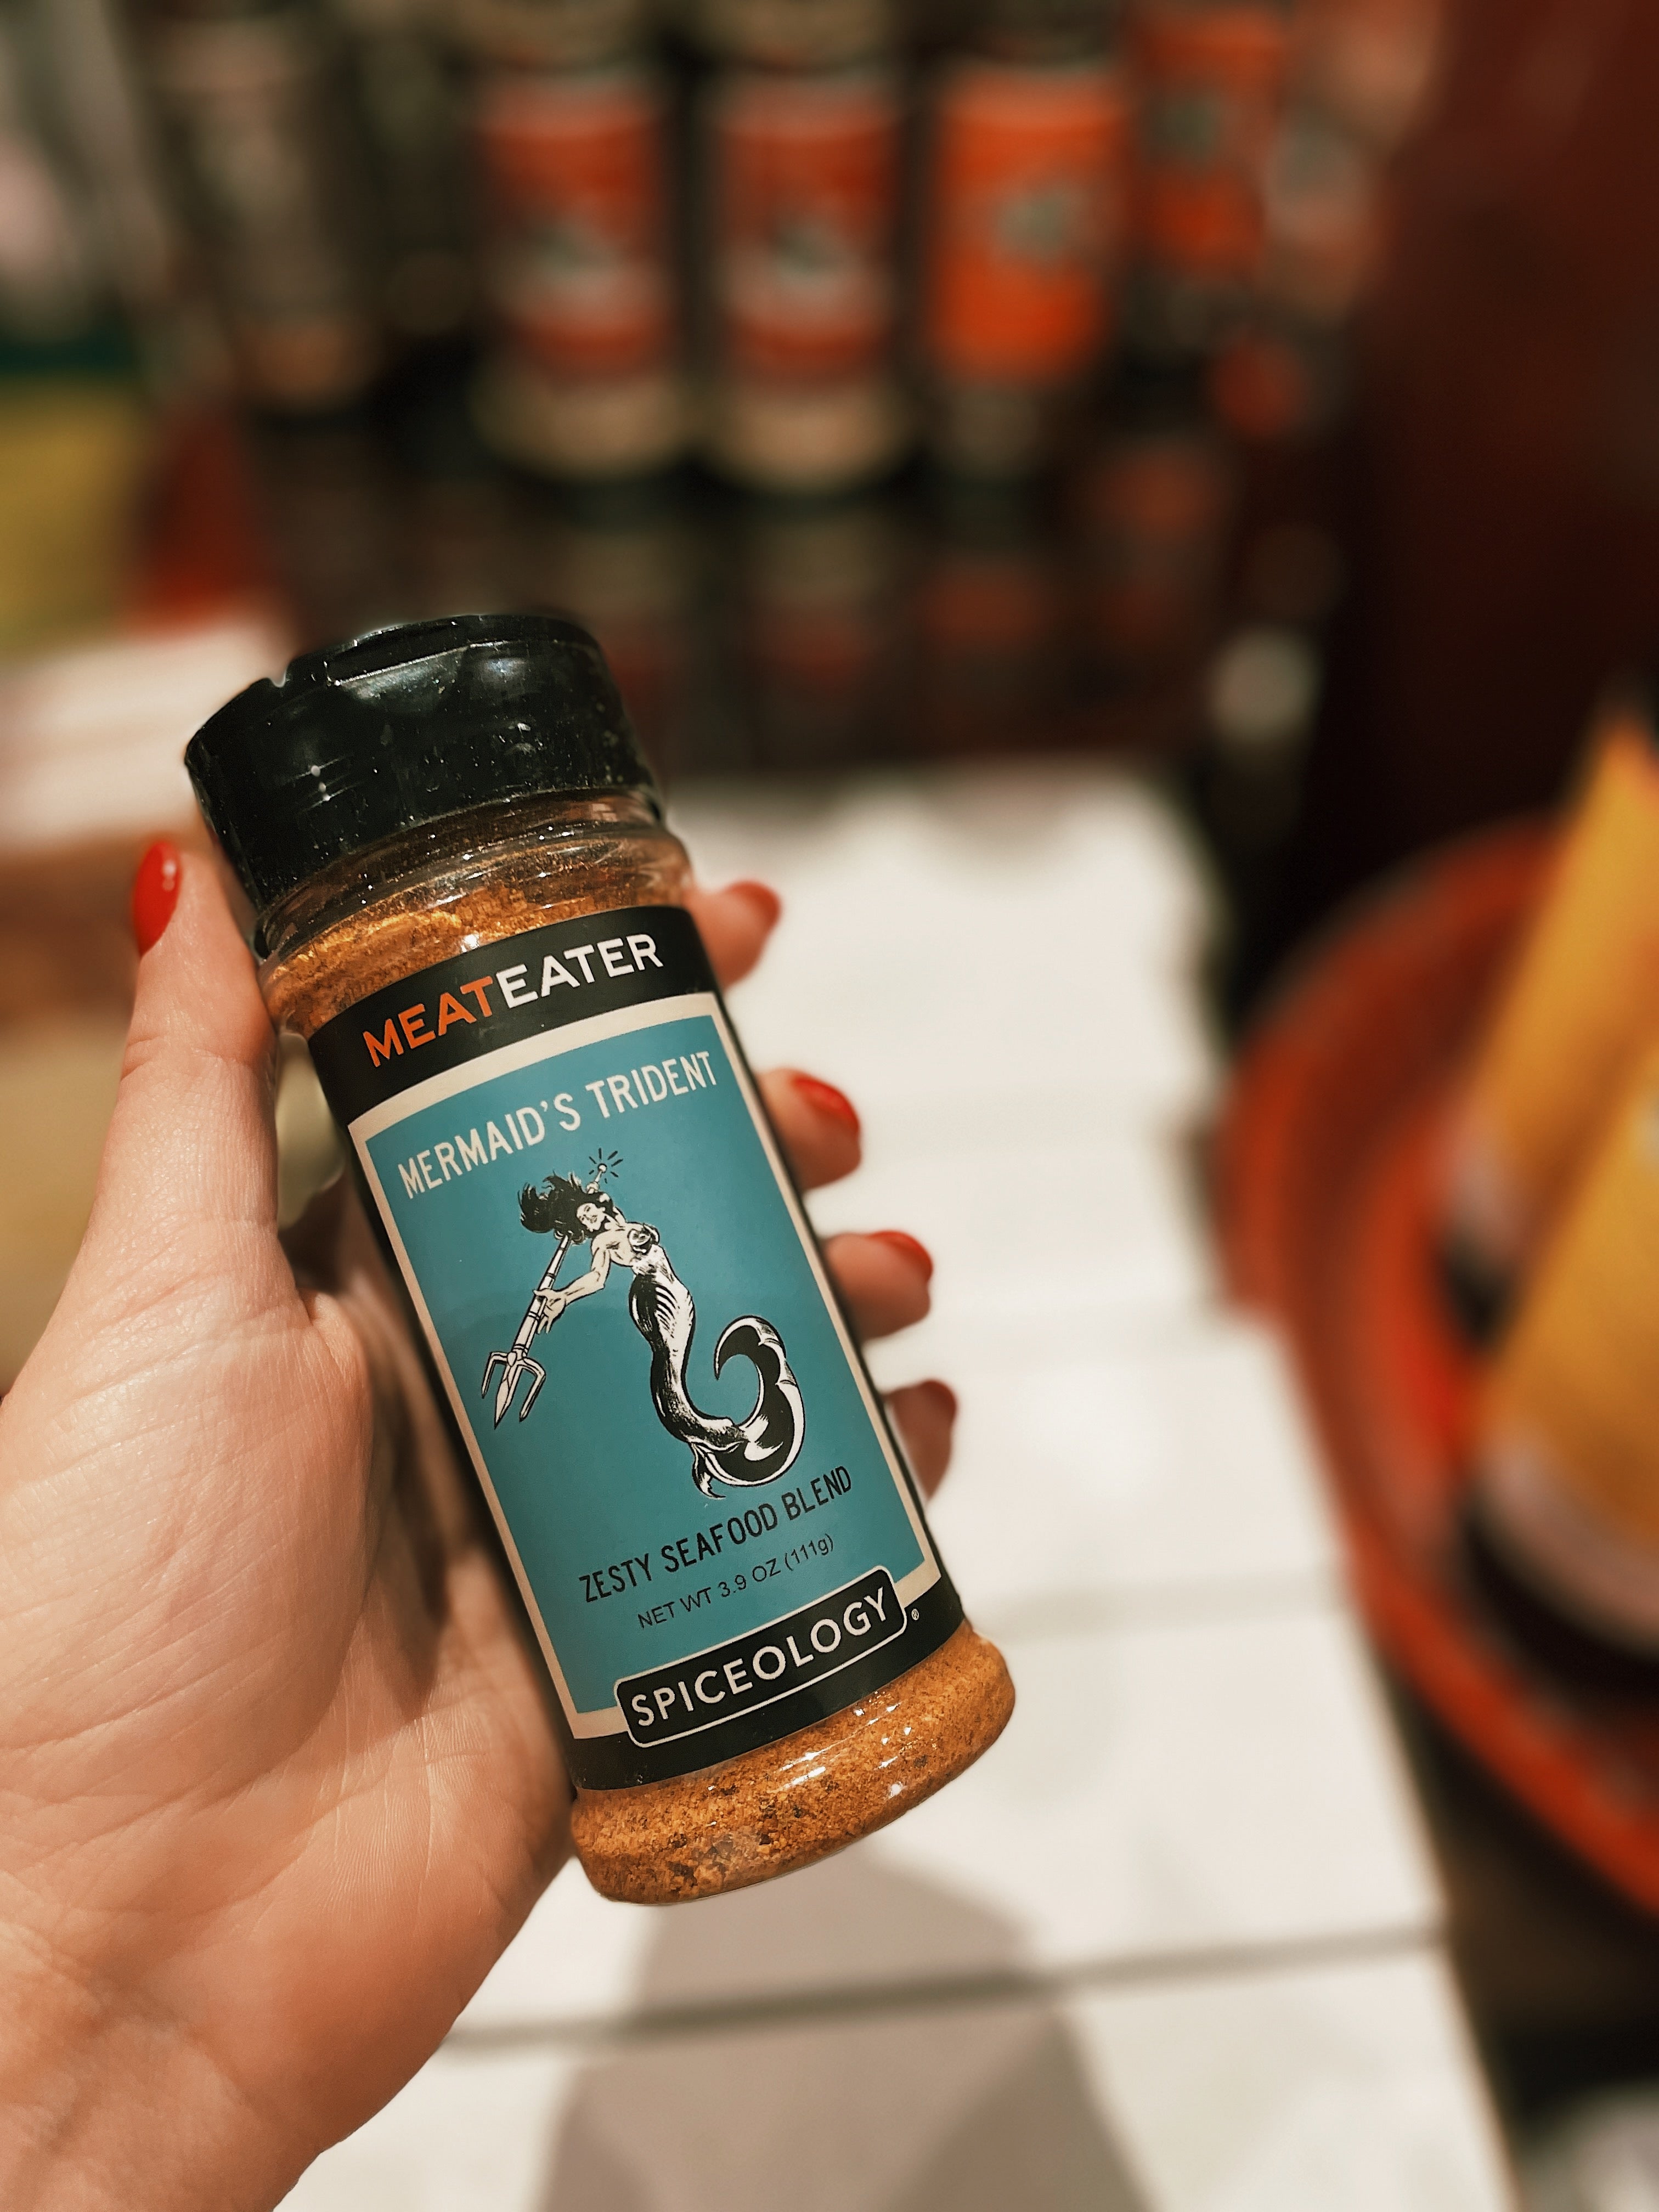 MEATEATER
MERMAID'S TRIDENT
ZESTY SEAFOOD BLEND
NET WT 3.9 OZ (111g)
SPICEOLOGY®